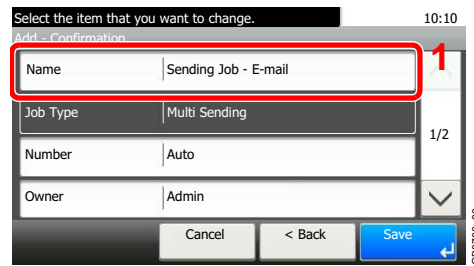 Select the item that you want to change.
10:10
Add - Confirmation
1
Name
Sending Job - E-mail
Job Type
Multi Sending
1/2
Number
Auto
Owner
Admin
Cancel
< Back
Save